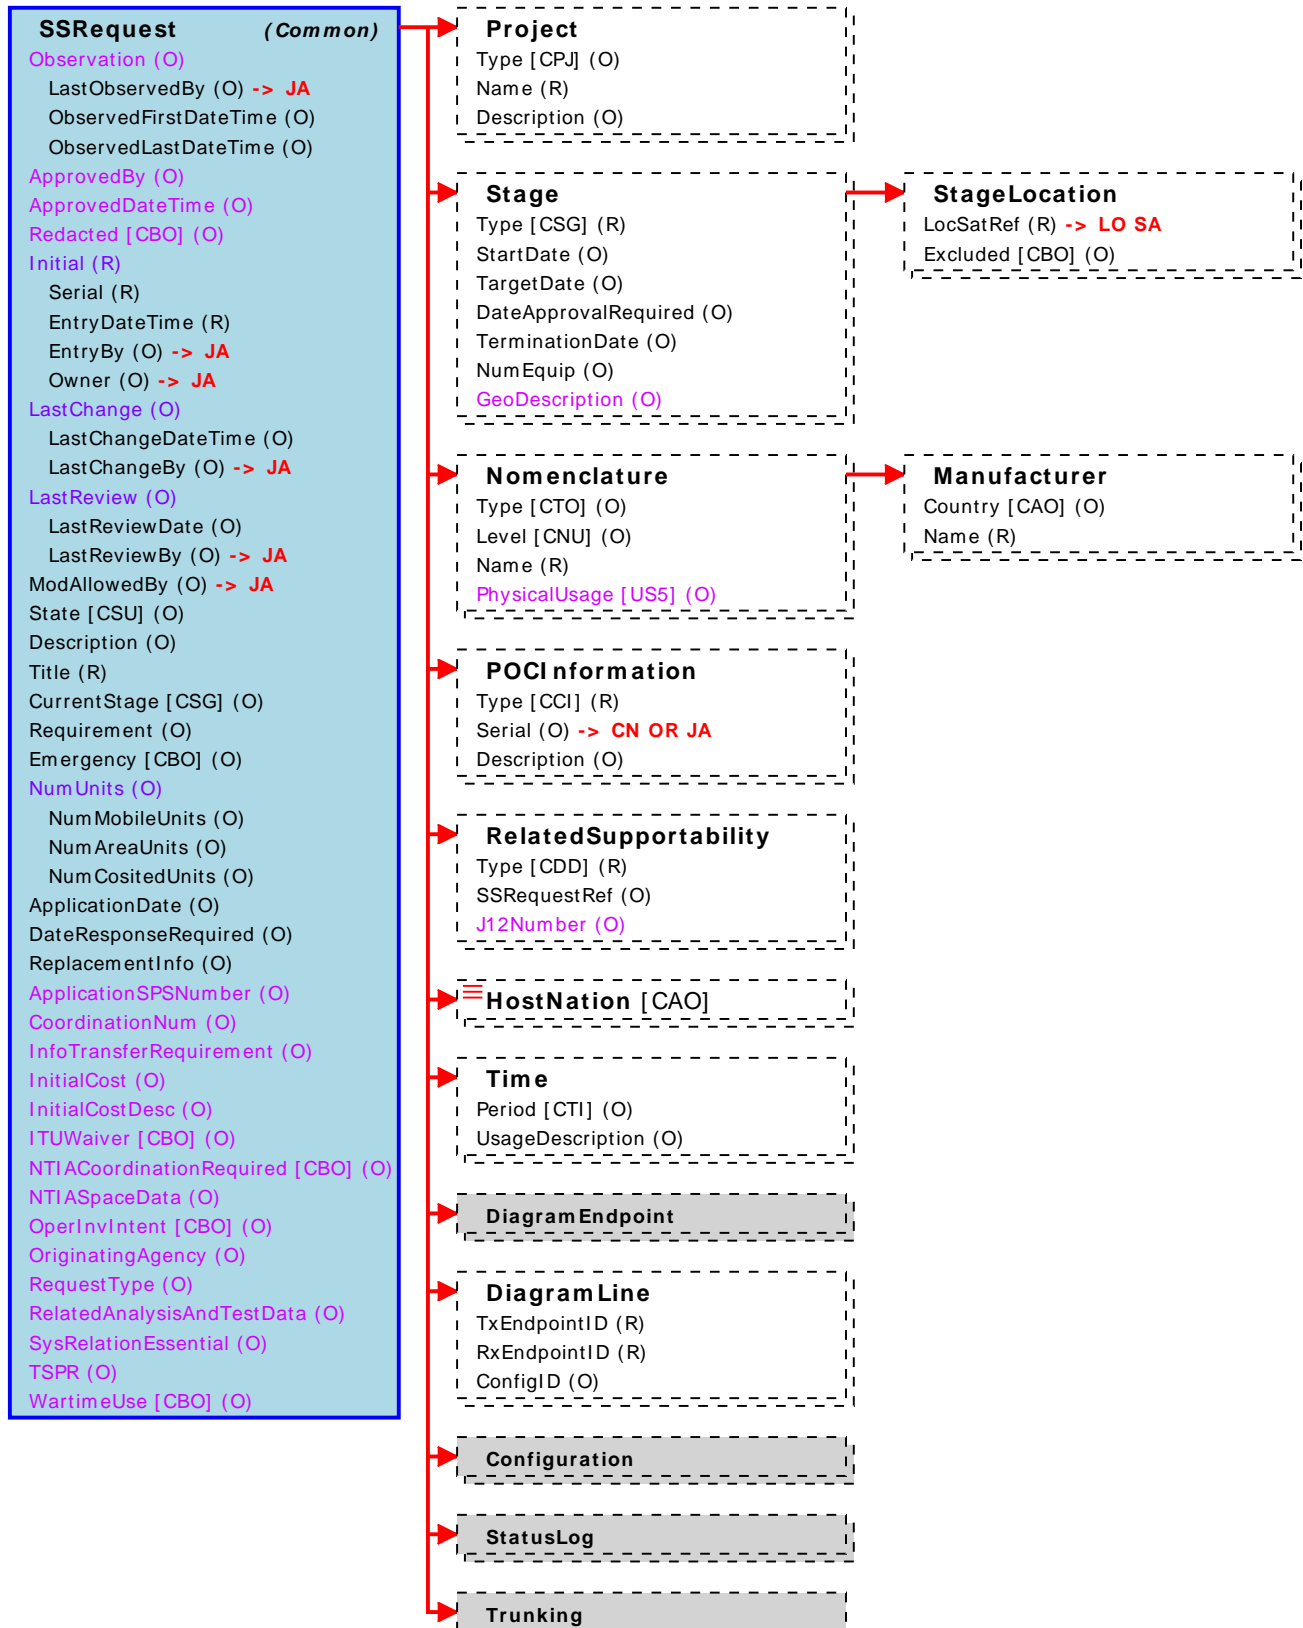 SSRequest (Common)
Observation (O)
LastObservedBy (O) -> JA
ObservedFirstDateTime (O)
ObservedLastDateTime (O)
ApprovedBy (O)
ApprovedDateTime (O)
Redacted [CBO] (O)
Initial (R)
Serial (R)
EntryDateTime (R)
EntryBy (O) -> JA
Owner (O) -> JA
LastChange (O)
LastChangeDateTime (O)
LastChangeBy (O) -> JA
LastReview (O)
LastReviewDate (O)
LastReviewBy (O) -> JA
ModAllowedBy (O) -> JA
State [CSU] (O)
Description (O)
Title (R)
CurrentStage [CSG] (O)
Requirement (O)
Emergency [CBO] (O)
NumUnits (O)
NumMobileUnits (O)
NumAreaUnits (O)
NumCositedUnits (O)
ApplicationDate (O)
DateResponseRequired (O)
ReplacementInfo (O)
ApplicationSPSNumber (O)
CoordinationNum (O)
InfoTransferRequirement (O)
InitialCost (O)
InitialCostDesc (O)
ITUWaiver [CBO] (O)
NTIACoordinationRequired [CBO] (O)
NTIASpaceData (O)
OperInvIntent [CBO] (O)
OriginatingAgency (O)
RequestType (O)
RelatedAnalysisAndTestData (O)
SysRelationEssential (O)
TSPR (O)
WartimeUse [CBO] (O)
Project
Type [CPJ] (O)
Name (R)
Description (O)
Stage
Type [CSG] (R)
StartDate (O)
TargetDate (O)
DateApprovalRequired (O)
TerminationDate (O)
NumEquip (O)
GeoDescription (O)
StageLocation
LocSatRef (R) -> LO SA
Excluded [CBO] (O)
Nomenclature
Type [CTO] (O)
Level [CNU] (O)
Name (R)
PhysicalUsage [US5] (O)
Manufacturer
Country [CAO] (O)
Name (R)
POCInformation
Type [CCI] (R)
Serial (O) -> CN OR JA
Description (O)
RelatedSupportability
Type [CDD] (R)
SSRequestRef (O)
J12Number (O)
HostNation [CAO]
Time
Period [CTI] (O)
UsageDescription (O)
DiagramEndpoint
DiagramLine
TxEndpointID (R)
RxEndpointID (R)
ConfigID (O)
Configuration
StatusLog
Trunking